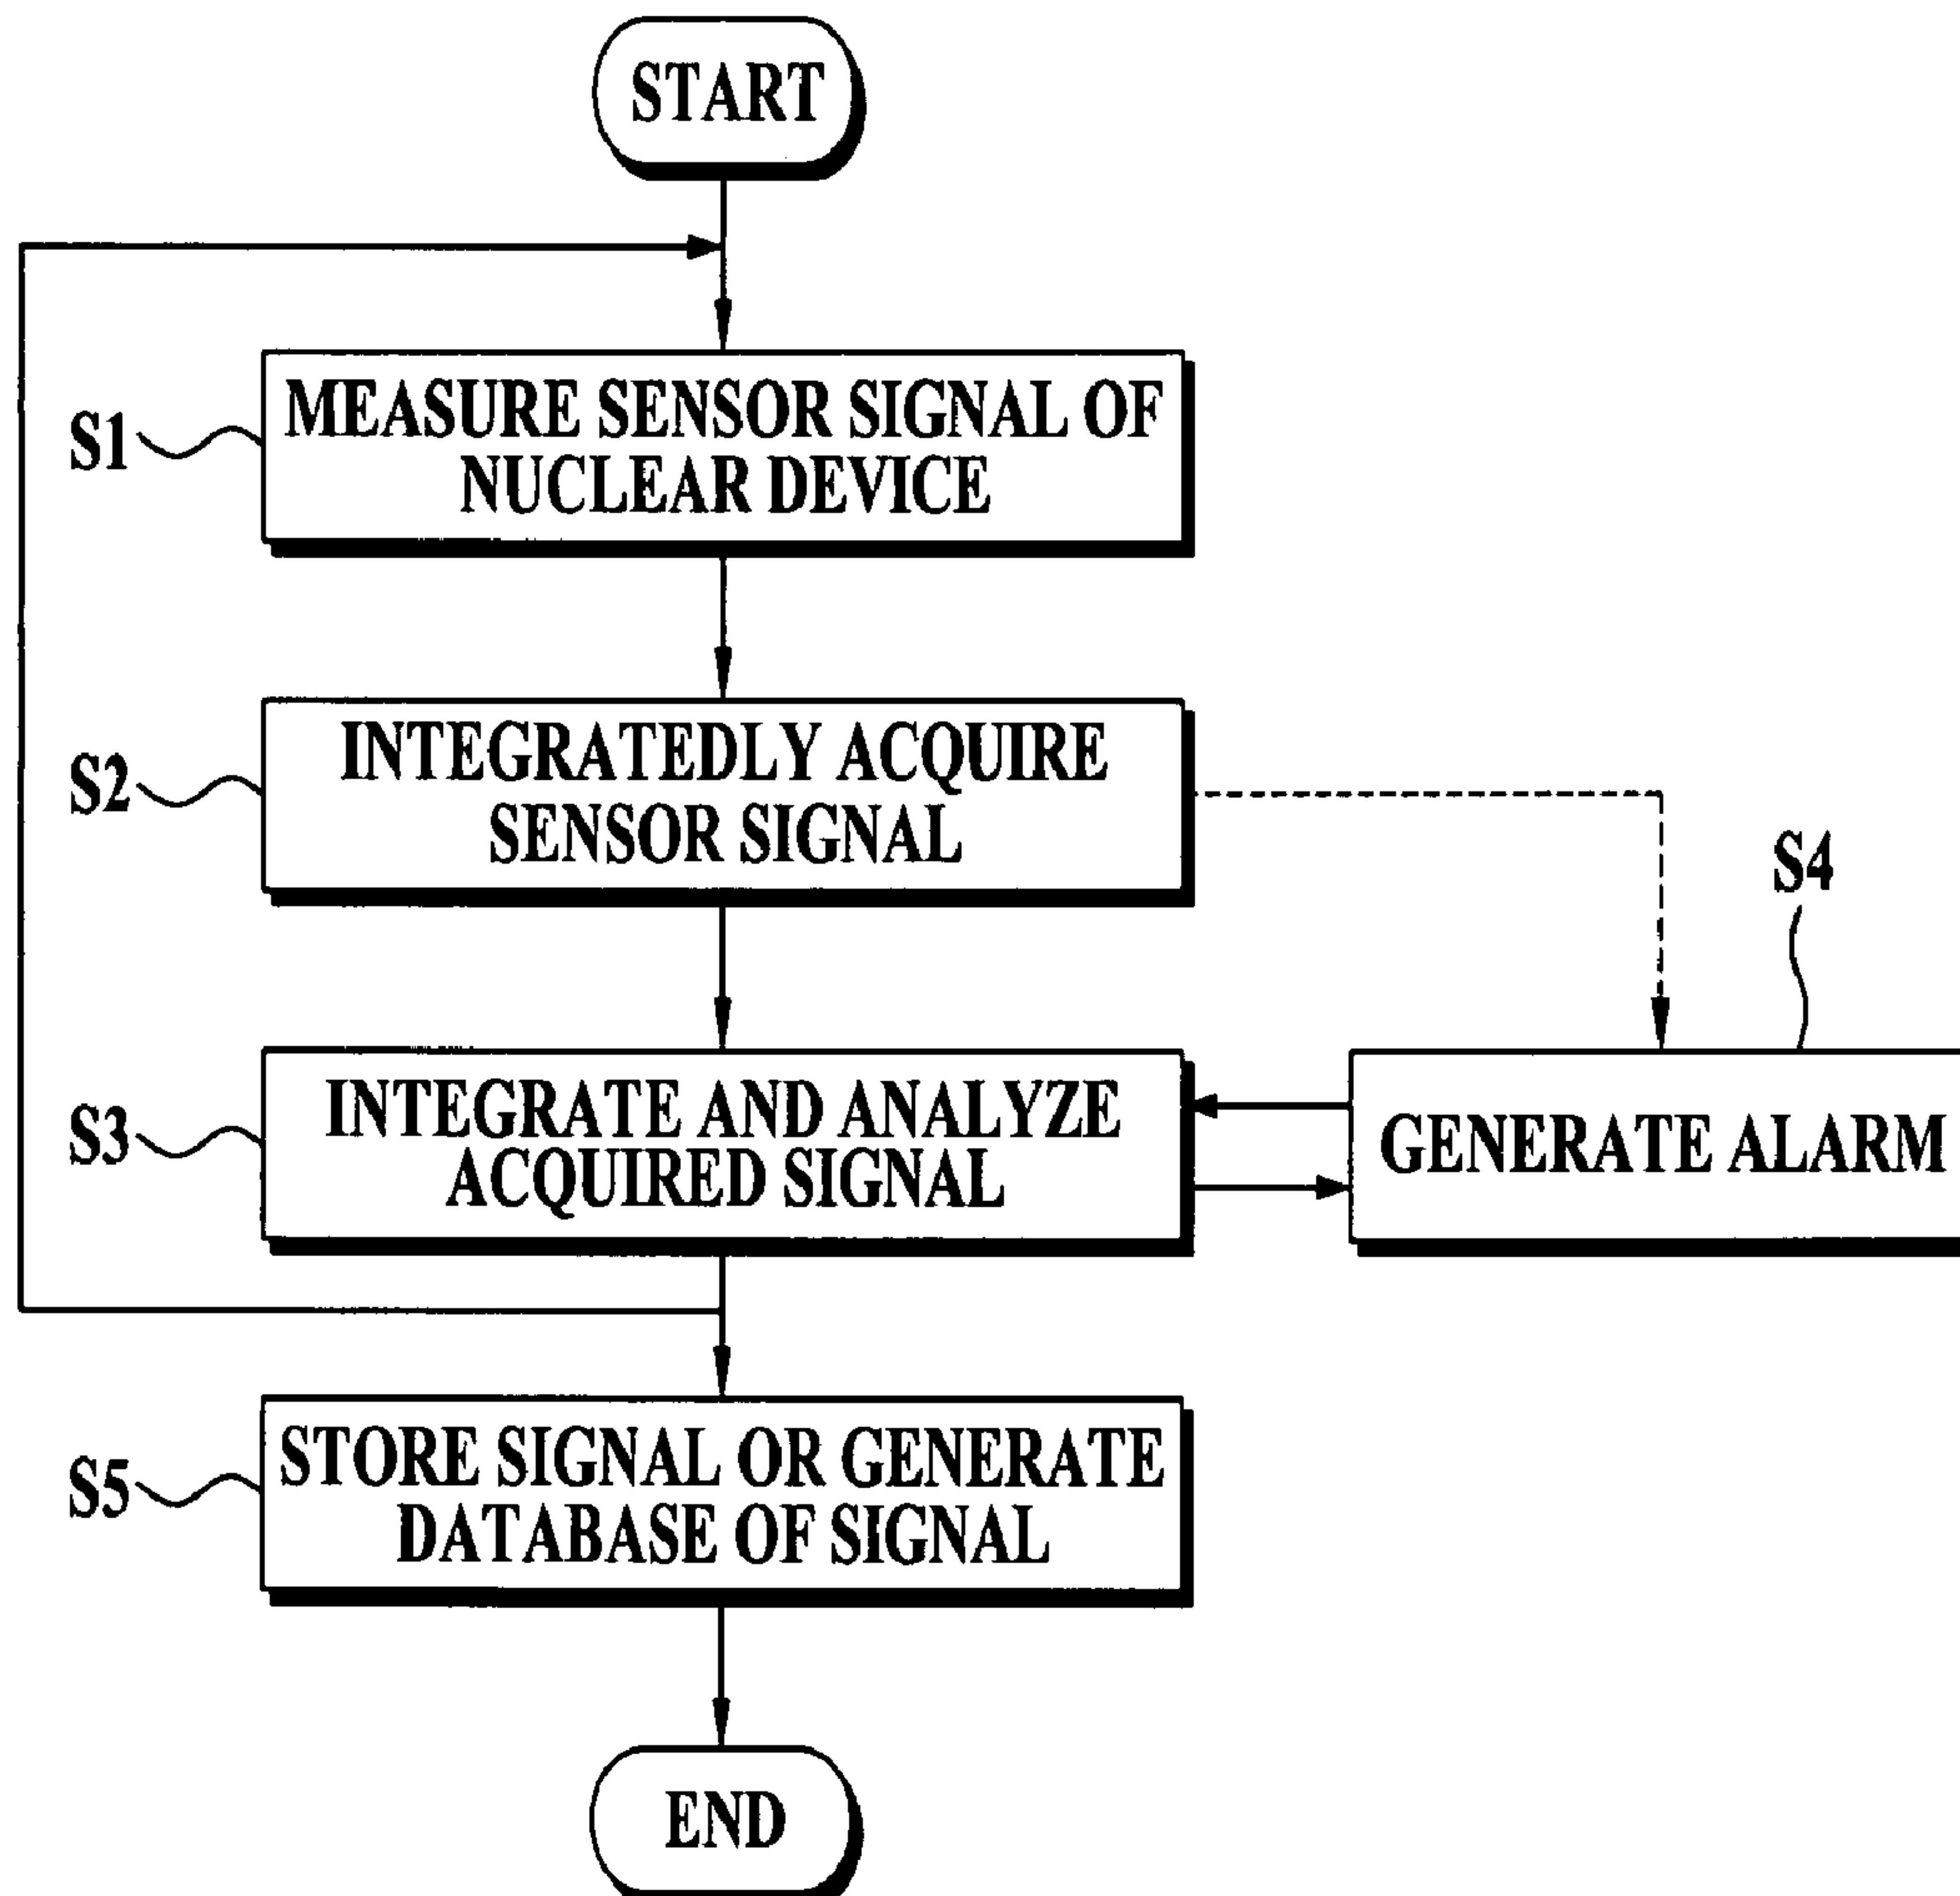 START
S1
MEASURE SENSOR SIGNAL OF
NUCLEAR DEVICE
S2
INTEGRATEDLY ACQUIRE
SENSOR SIGNAL
S4
S3
INTEGRATE AND ANALYZE
ACQUIRED SIGNAL
GENERATE ALARM
S5
STORE SIGNAL OR GENERATE
DATABASE OF SIGNAL
END